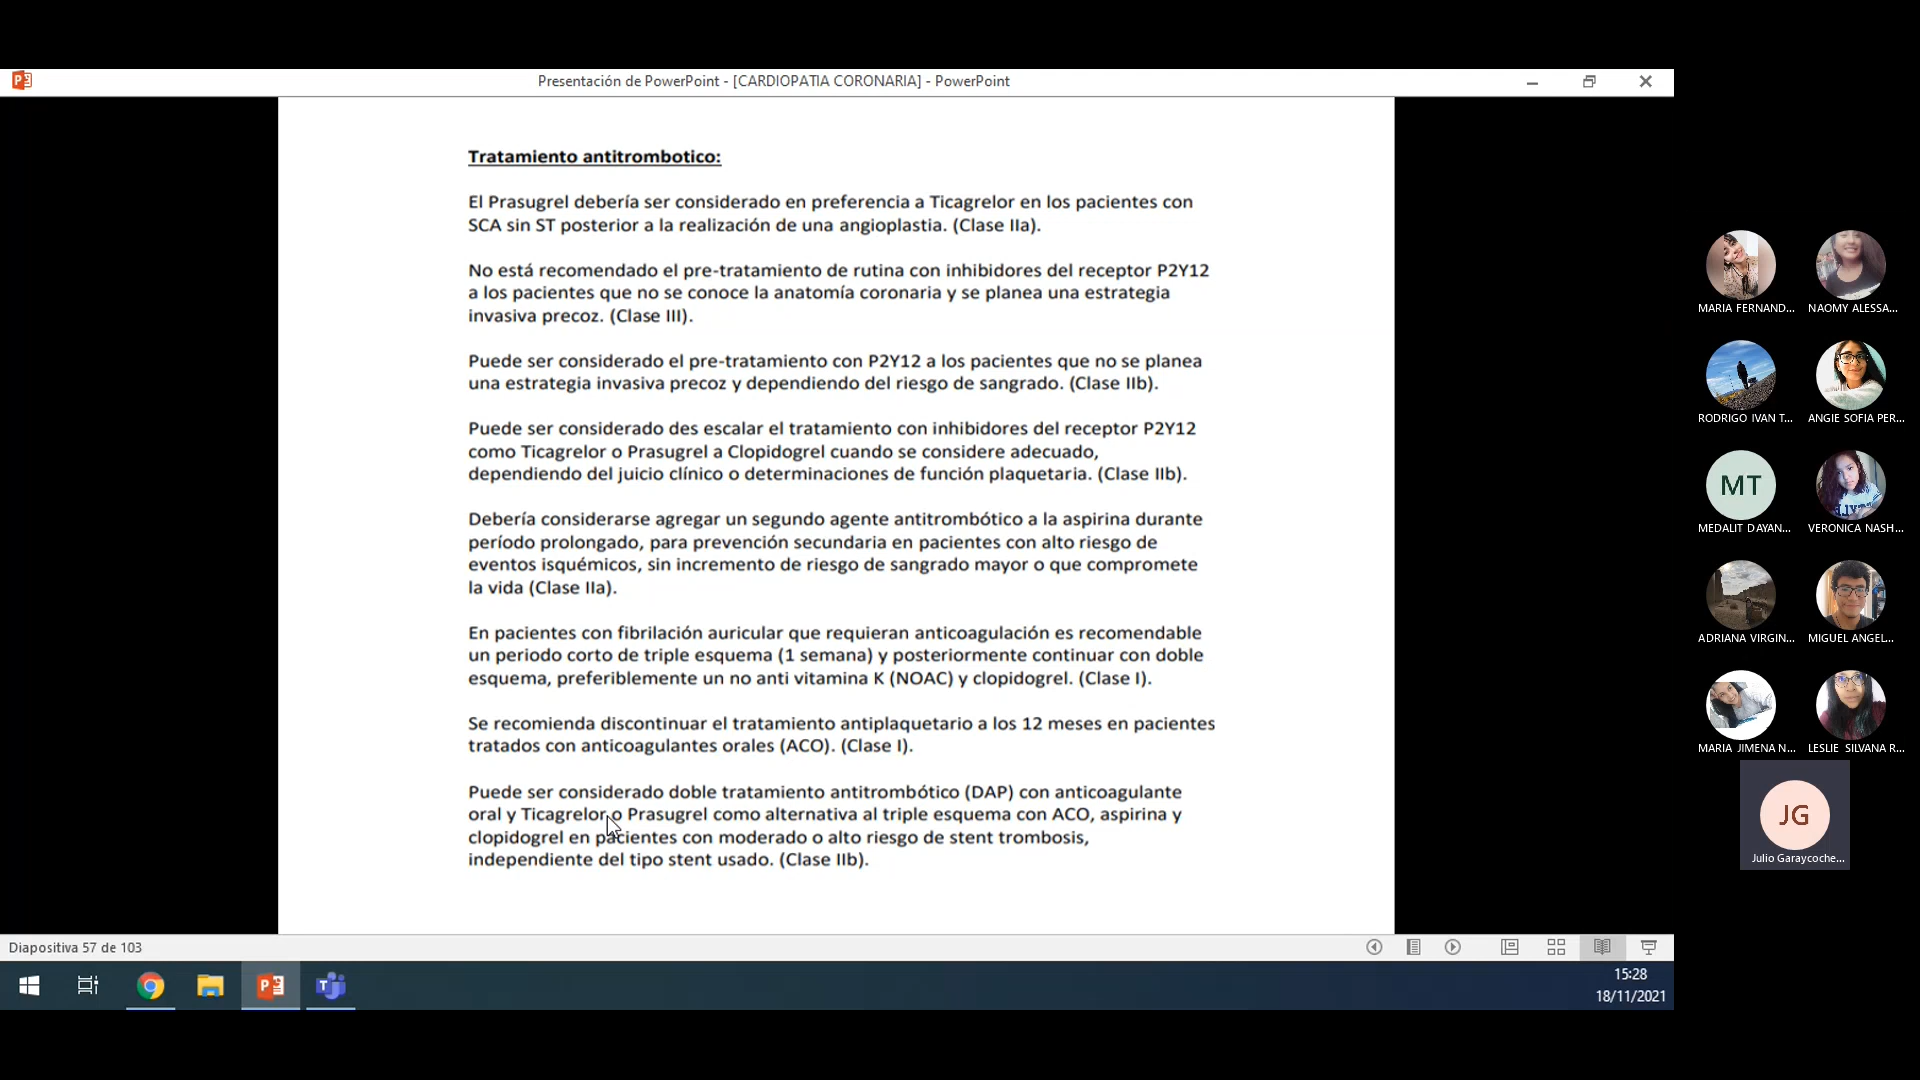 Presentación de PowerPoint - [CARDIOPATIA CORONARIA] - PowerPoint
Tratamiento antitrombotico:
El Prasugrel debería ser considerado en preferencia a Ticagrelor en los pacientes con
SCA sin ST posterior a la realización de una angioplastia. (Clase IIa).
No está recomendado el pre-tratamiento de rutina con inhibidores del receptor P2Y12
a los pacientes que no se conoce la anatomía coronaria y se planea una estrategia
invasiva precoz. (Clase III).
Puede ser considerado el pre-tratamiento con P2Y12 a los pacientes que no se planea
una estrategia invasiva precoz y dependiendo del riesgo de sangrado. (Clase IIb).
Puede ser considerado des escalar el tratamiento con inhibidores del receptor P2Y12
como Ticagrelor o Prasugrel a Clopidogrel cuando se considere adecuado,
dependiendo del juicio clínico o determinaciones de función plaquetaria. (Clase IIb).
Debería considerarse agregar un segundo agente antitrombótico a la aspirina durante
período prolongado, para prevención secundaria en pacientes con alto riesgo de
eventos isquémicos, sin incremento de riesgo de sangrado mayor o que compromete
la vida (Clase IIa).
En pacientes con fibrilación auricular que requieran anticoagulación es recomendable
un periodo corto de triple esquema (1 semana) y posteriormente continuar con doble
esquema, preferiblemente un no anti vitamina K (NOAC) y clopidogrel. (Clase I).
Se recomienda discontinuar el tratamiento antiplaquetario a los 12 meses en pacientes
tratados con anticoagulantes orales (ACO). (Clase I).
Puede ser considerado doble tratamiento antitrombótico (DAP) con anticoagulante
oral y Ticagrelor o Prasugrel como alternativa al triple esquema con ACO, aspirina y
clopidogrel en pacientes con moderado o alto riesgo de stent trombosis,
independiente del tipo stent usado. (Clase IIb).
Diapositiva 57 de 103
15:28
18/11/2021
MARIA FERNAND...
NAOMY ALESSA...
RODRIGO IVAN T...
ANGIE SOFIA PER...
MT
MEDALIT DAYAN...
VERONICA NASH...
ADRIANA VIRGIN...
MIGUEL ANGEL...
MARIA JIMENA N...
LESLIE SILVANA R...
JG
Julio Garaycoche...